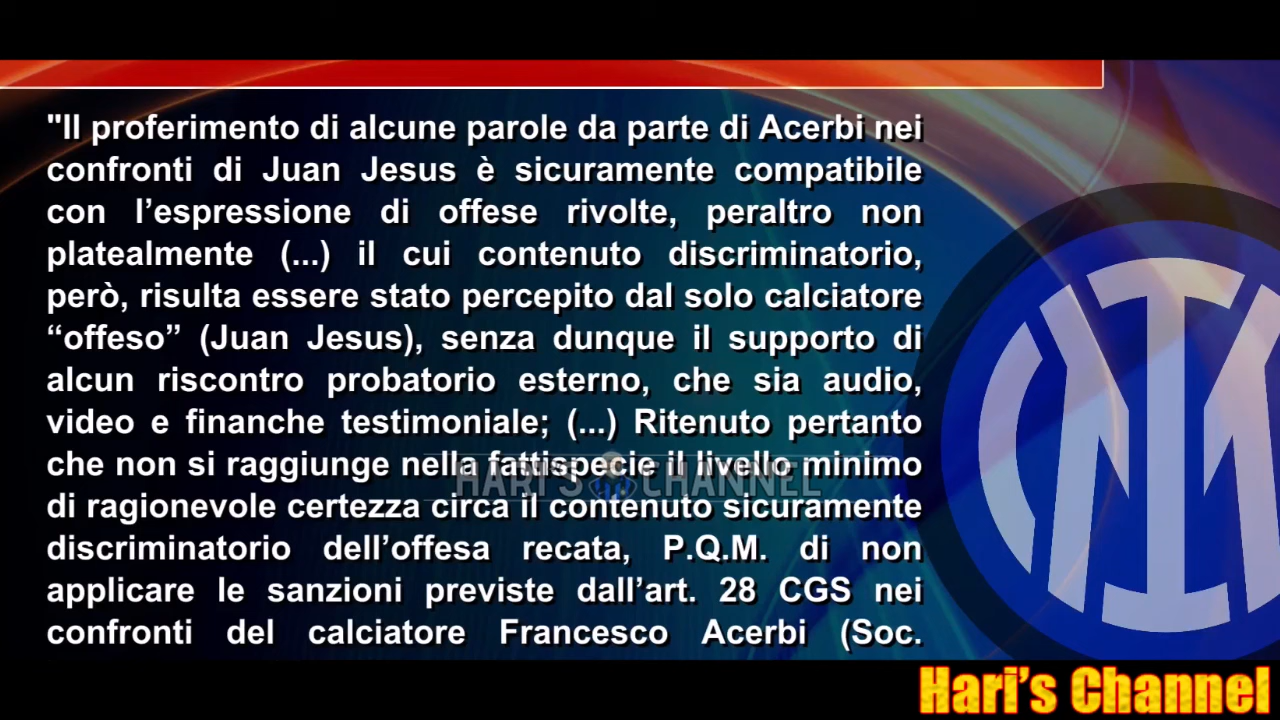 "Il proferimento di alcune parole da parte di Acerbi nei
confronti di Juan Jesus è sicuramente compatibile
con l’espressione di offese rivolte, peraltro non
platealmente (...) il cui contenuto discriminatorio,
però, risulta essere stato percepito dal solo calciatore
“offeso” (Juan Jesus), senza dunque il supporto di
alcun riscontro probatorio esterno, che sia audio,
video e finanche testimoniale; (...) Ritenuto pertanto
che non si raggiunge nella fattispecie il livello minimo
HARI'S CHANNEL
di ragionevole certezza circa il contenuto sicuramente
discriminatorio dell’offesa recata, P.Q.M. di non
applicare le sanzioni previste dall’art. 28 CGS nei
confronti del calciatore Francesco Acerbi (Soc.
Hari’s Channel